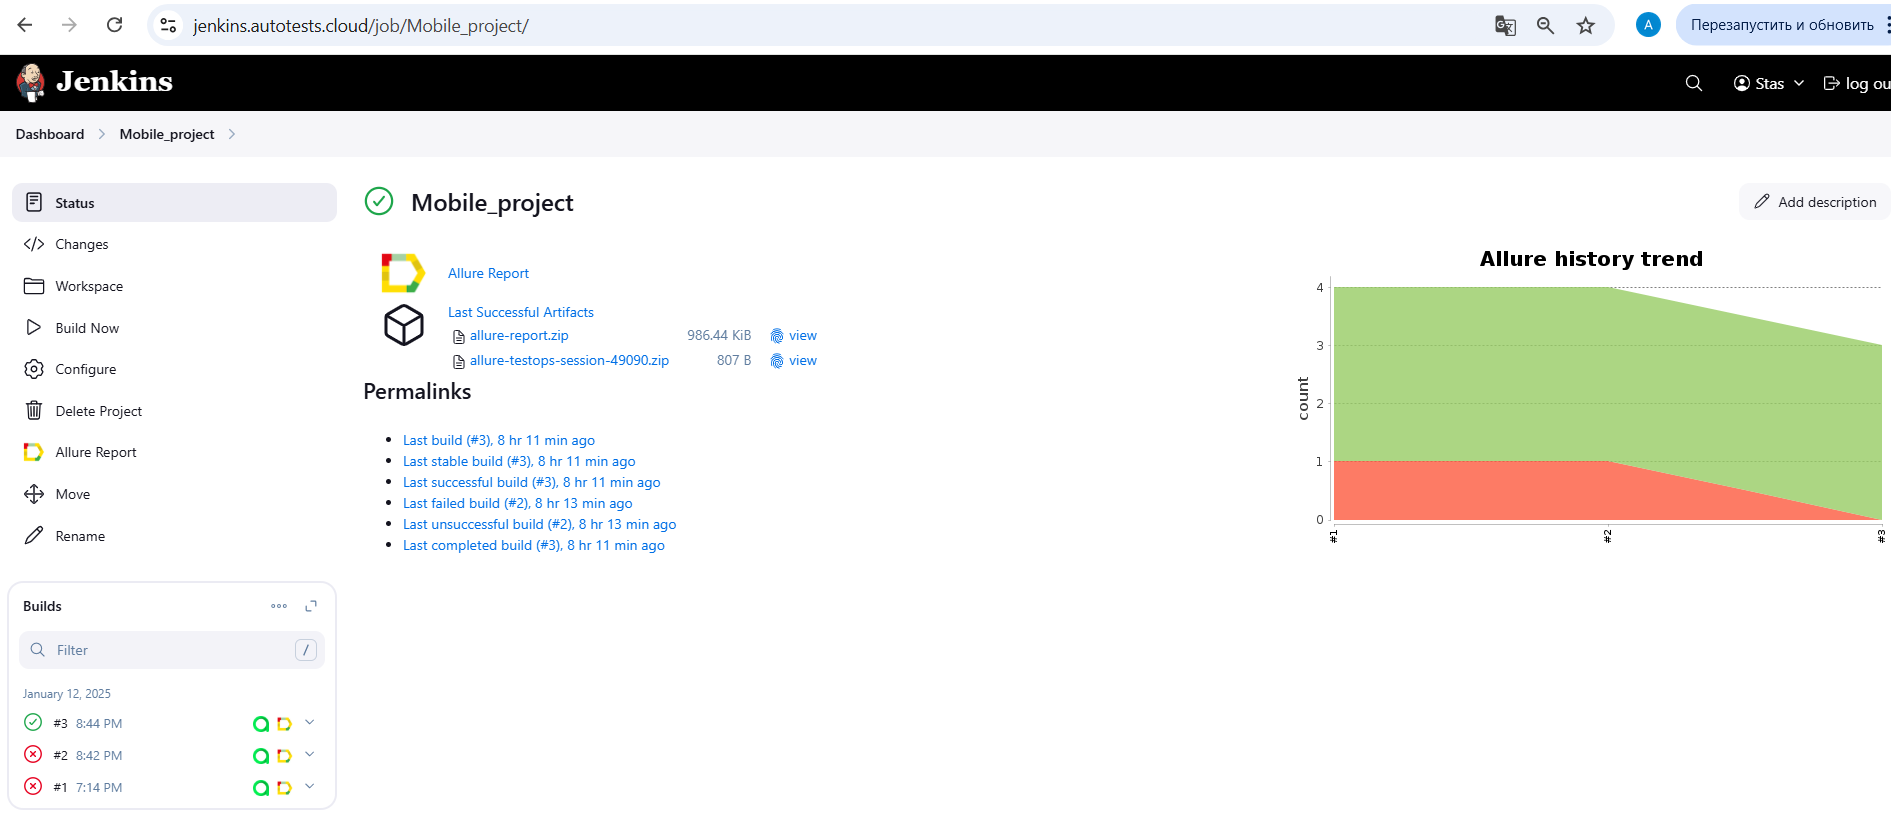 jenkins.autotests.cloud/job/Mobile_project/
A
Перезапустить и обновить
Jenkins
Stas
log ou
Dashboard
Mobile_project
Status
Changes
Workspace
Build Now
Configure
Delete Project
Allure Report
Move
Rename
Builds
Filter
/
January 12, 2025
#3 8:44 PM
#2 8:42 PM
#1 7:14 PM
Mobile_project
Add description
Allure Report
Last Successful Artifacts
allure-report.zip 986.44 KiB view
allure-testops-session-49090.zip 807 B view
Permalinks
Last build (#3), 8 hr 11 min ago
Last stable build (#3), 8 hr 11 min ago
Last successful build (#3), 8 hr 11 min ago
Last failed build (#2), 8 hr 13 min ago
Last unsuccessful build (#2), 8 hr 13 min ago
Last completed build (#3), 8 hr 11 min ago
Allure history trend
count
4
3
2
1
0
#1
#2
#3